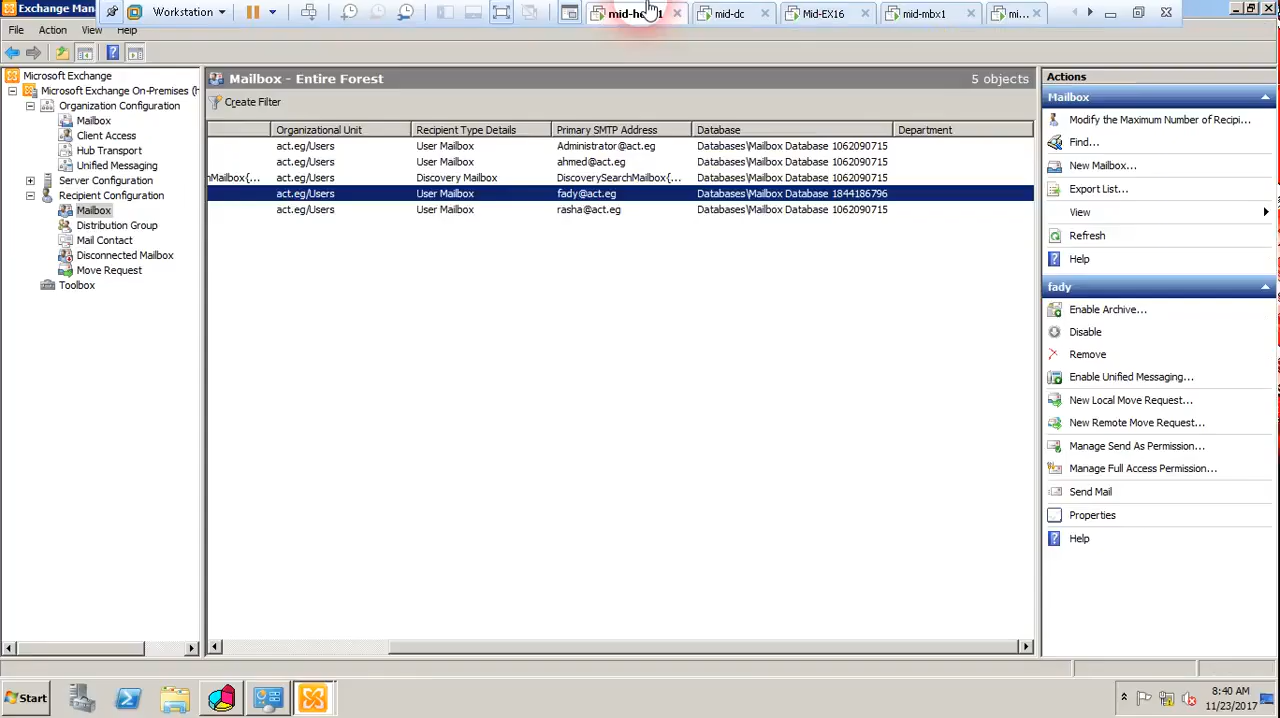 Exchange Mana
Workstation
mid-dc
Mid-EX16
mid-mbx1
mi...
File Action View Help
Microsoft Exchange
Microsoft Exchange On-Premises (h
Organization Configuration
Mailbox
Client Access
Hub Transport
Unified Messaging
Server Configuration
Recipient Configuration
Mailbox
Distribution Group
Mail Contact
Disconnected Mailbox
Move Request
Toolbox
Mailbox - Entire Forest 5 objects
Create Filter
Organizational Unit Recipient Type Details Primary SMTP Address Database Department
act.eg/Users User Mailbox Administrator@act.eg Databases\Mailbox Database 1062090715
act.eg/Users User Mailbox ahmed@act.eg Databases\Mailbox Database 1062090715
nMailbox{... act.eg/Users Discovery Mailbox DiscoverySearchMailbox{... Databases\Mailbox Database 1062090715
act.eg/Users User Mailbox fady@act.eg Databases\Mailbox Database 1844186796
act.eg/Users User Mailbox rasha@act.eg Databases\Mailbox Database 1062090715
Actions
Mailbox
Modify the Maximum Number of Recipi...
Find...
New Mailbox...
Export List...
View
Refresh
Help
fady
Enable Archive...
Disable
Remove
Enable Unified Messaging...
New Local Move Request...
New Remote Move Request...
Manage Send As Permission...
Manage Full Access Permission...
Send Mail
Properties
Help
Start
8:40 AM
11/23/2017